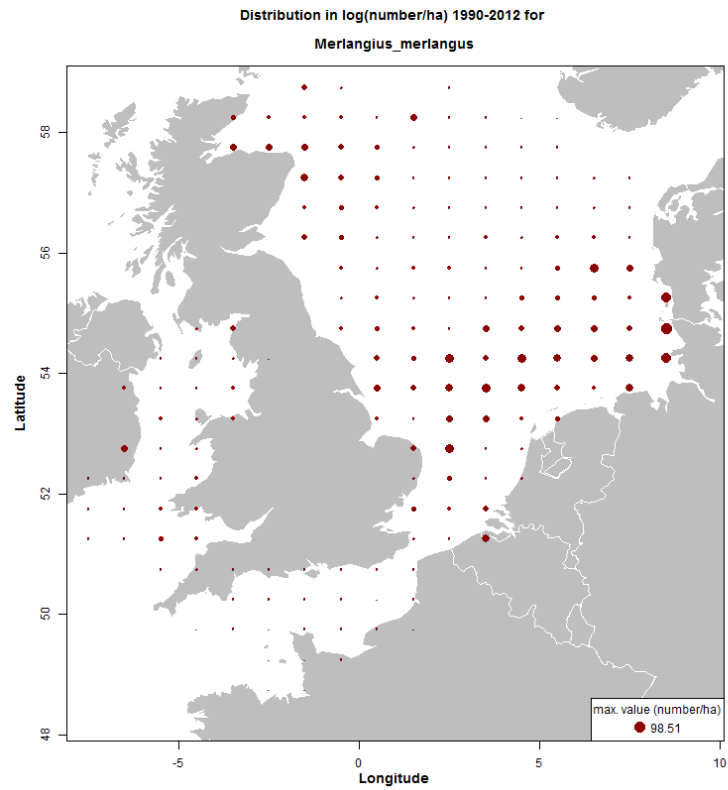 Distribution in log(number/ha) 1990-2012 for
Merlangius_merlangus
58
56
54
52
50
48
Latitude
-5
0
5
10
Longitude
max. value (number/ha)
98.51